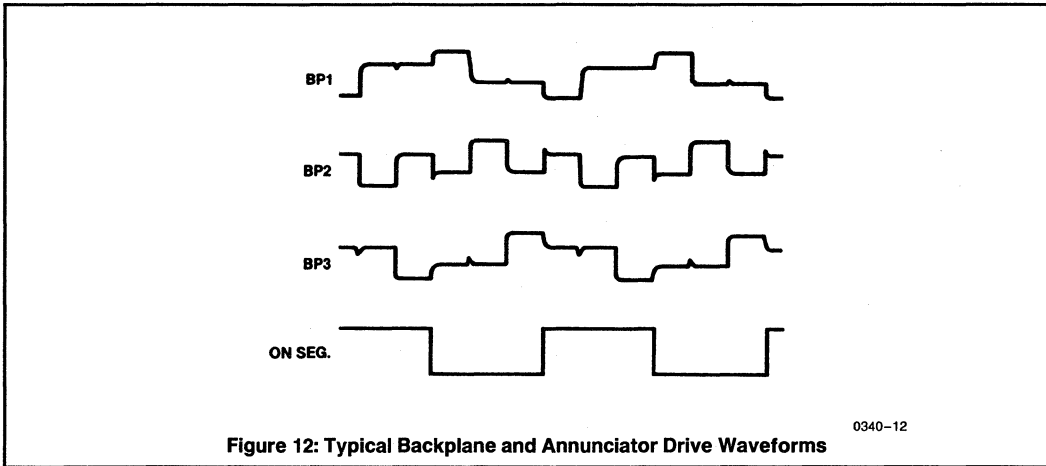 BP1
BP2
BP3
ON SEG.
0340–12
Figure 12: Typical Backplane and Annunciator Drive Waveforms